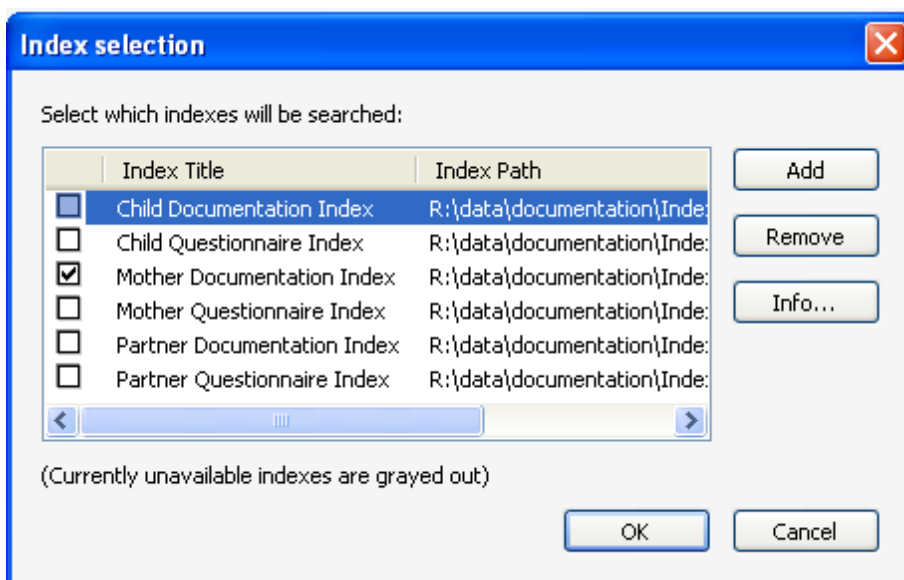 Index selection
Select which indexes will be searched:
Index Title Index Path Add
Child Documentation Index R:\data\documentation\Inde
Child Questionnaire Index R:\data\documentation\Inde Remove
Mother Documentation Index R:\data\documentation\Inde
Mother Questionnaire Index R:\data\documentation\Inde Info...
Partner Documentation Index R:\data\documentation\Inde
Partner Questionnaire Index R:\data\documentation\Inde
(Currently unavailable indexes are grayed out)
OK Cancel